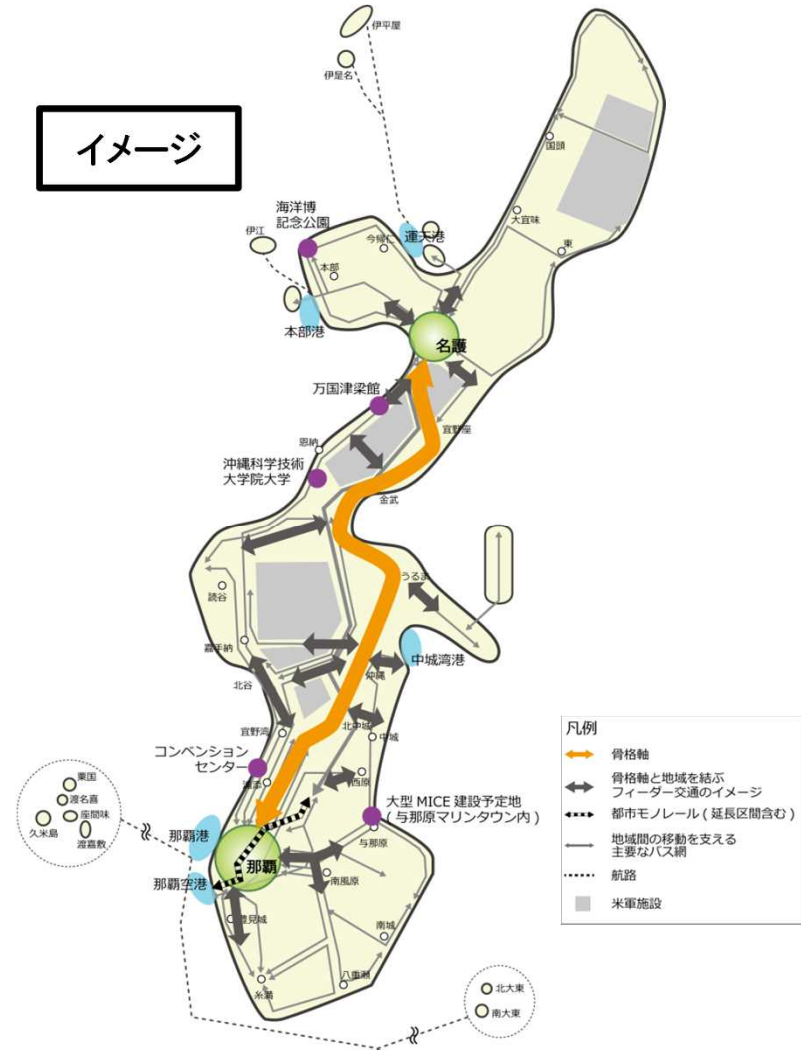 伊平屋
伊是名
イメージ
国頭
海洋博
記念公園
大宜味
伊江
今帰仁
運天港
東
本部
本部港
名護
万国津梁館
宜野座
恩納
沖縄科学技術
大学院大学
金武
うるま
読谷
嘉手納
中城湾港
沖縄
北谷
北中城
宜野湾
中城
コンベンション
センター
浦添
西原
大型 MICE 建設予定地
( 与那原マリンタウン内 )
粟国
渡名喜
座間味
久米島
渡嘉敷
那覇港
与那原
那覇
那覇空港
南風原
豊見城
南城
八重瀬
糸満
北大東
南大東
凡例
骨格軸
骨格軸と地域を結ぶ
フィーダー交通のイメージ
都市モノレール ( 延長区間含む )
地域間の移動を支える
主要なバス網
航路
米軍施設